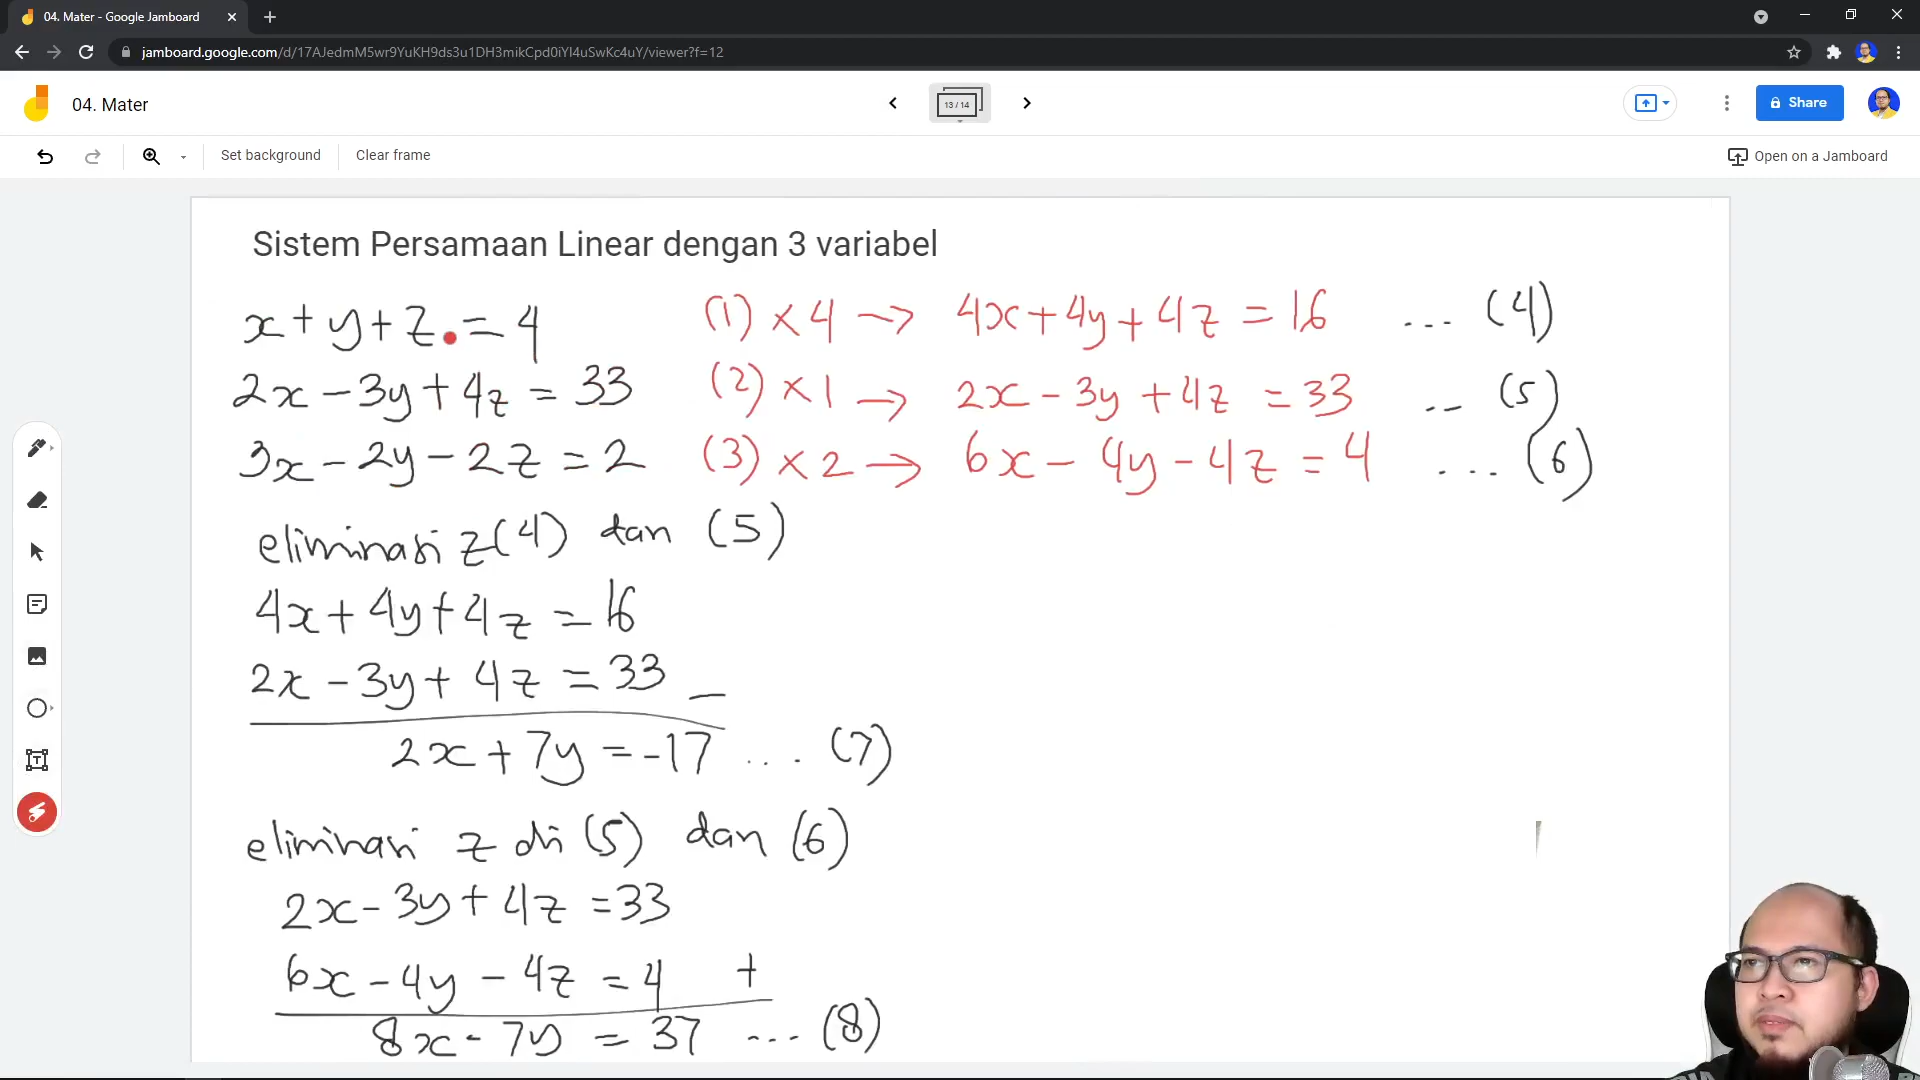 04. Mater - Google Jamboard
jamboard.google.com/d/17AJedmM5wr9YuKH9ds3u1DH3mikCpd0iYI4uSwKc4uY/viewer?f=12
04. Mater
13 / 14
Share
Set background
Clear frame
Open on a Jamboard
Sistem Persamaan Linear dengan 3 variabel
x + y + z = 4 (1) × 4 → 4x + 4y + 4z = 16 ... (4)
2x - 3y + 4z = 33 (2) × 1 → 2x - 3y + 4z = 33 .. (5)
3x - 2y - 2z = 2 (3) × 2 → 6x - 4y - 4z = 4 ... (6)
eliminasi z (4) dan (5)
4x + 4y + 4z = 16
2x - 3y + 4z = 33 -
2x + 7y = -17 ... (7)
eliminasi z di (5) dan (6)
2x - 3y + 4z = 33
6x - 4y - 4z = 4 +
8x - 7y = 37 ... (8)